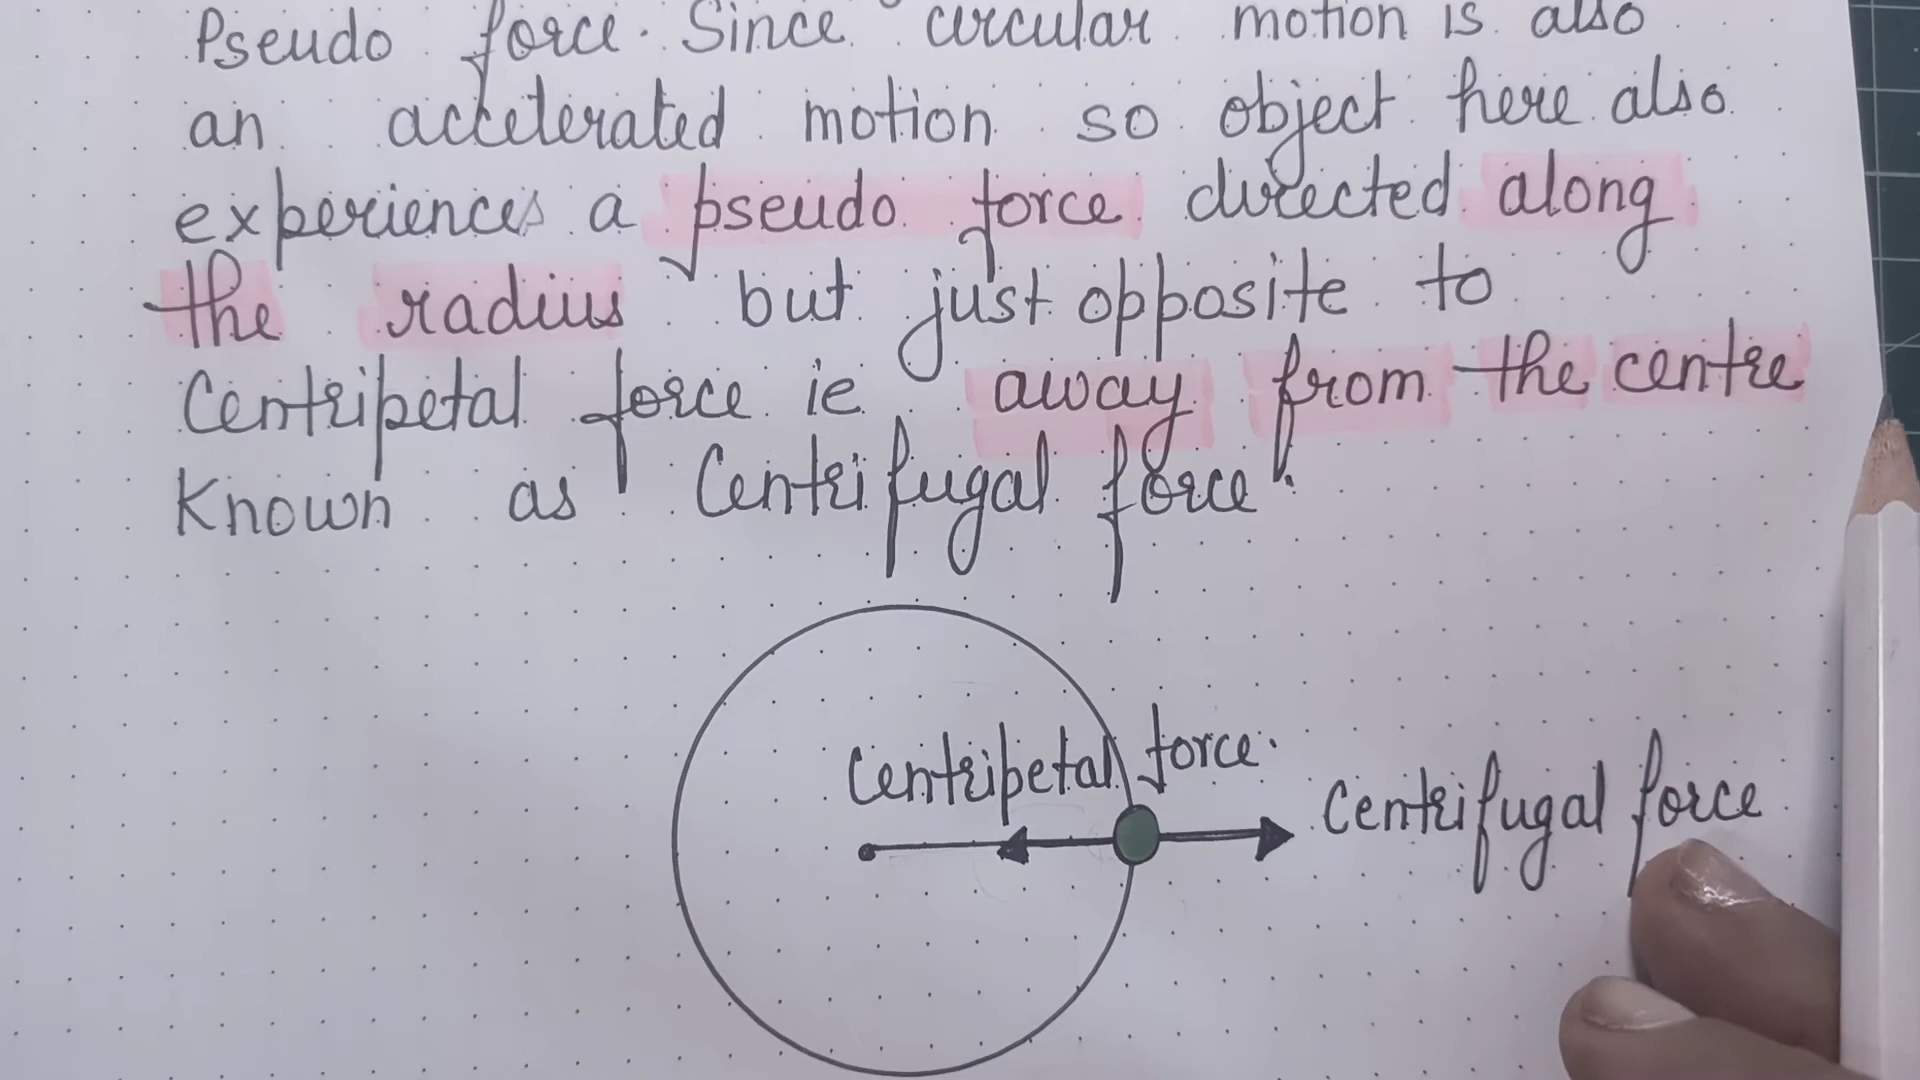 Pseudo force. Since circular motion is also
an accelerated motion so object here also
experiences a pseudo force directed along
the radius but just opposite to
Centripetal force ie away from the centre
Known as Centrifugal force.
Centripetal force.
Centrifugal force